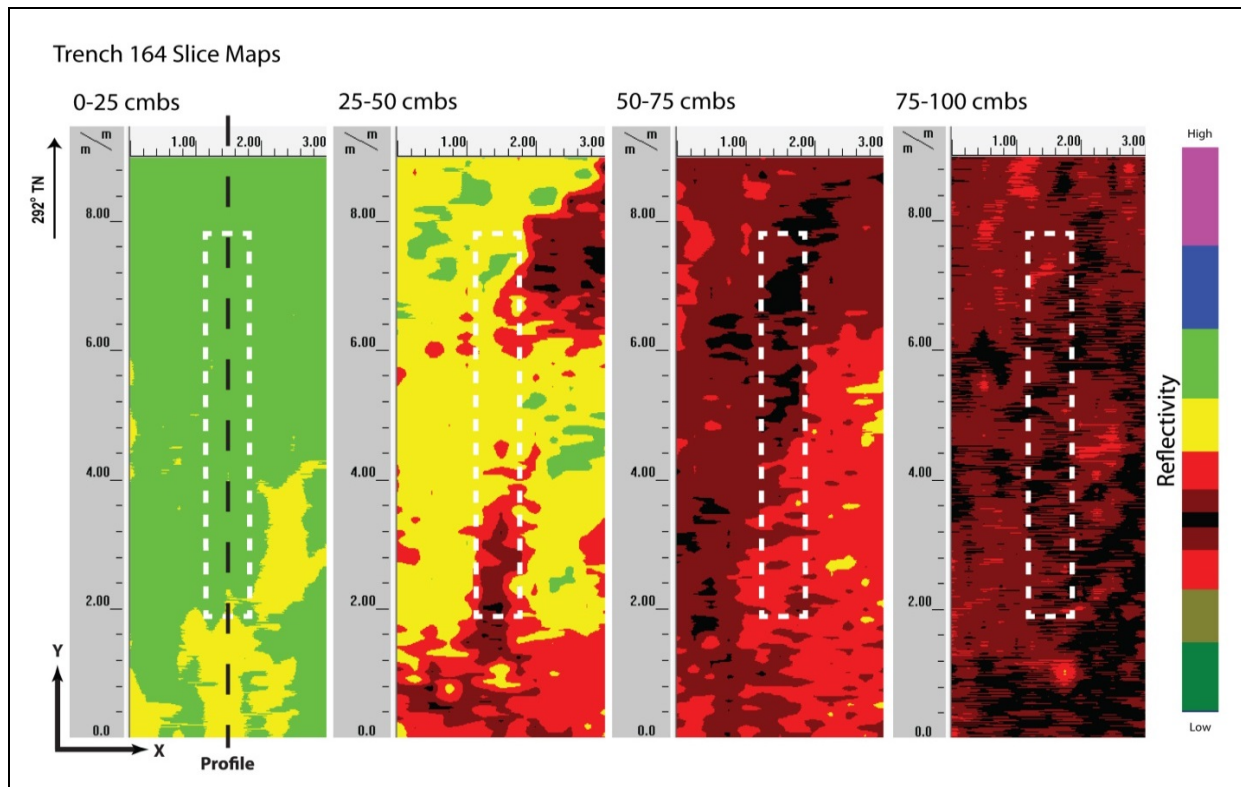 Trench 164 Slice Maps
0-25 cmbs
25-50 cmbs
50-75 cmbs
75-100 cmbs
m/m 1.00 2.00 3.00
m/m 1.00 2.00 3.00
m/m 1.00 2.00 3.00
m/m 1.00 2.00 3.00
292° TN
8.00
6.00
4.00
2.00
0.0
8.00
6.00
4.00
2.00
0.0
8.00
6.00
4.00
2.00
0.0
8.00
6.00
4.00
2.00
0.0
High
Reflectivity
Low
Y
X
Profile